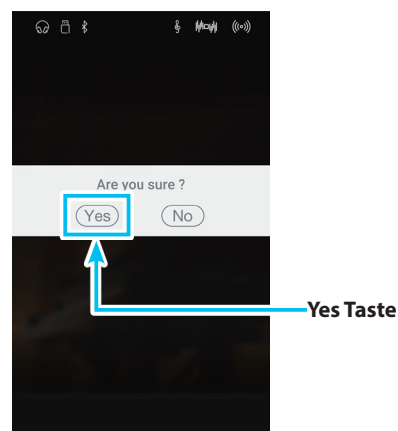 Are you sure ?
Yes
No
Yes Taste